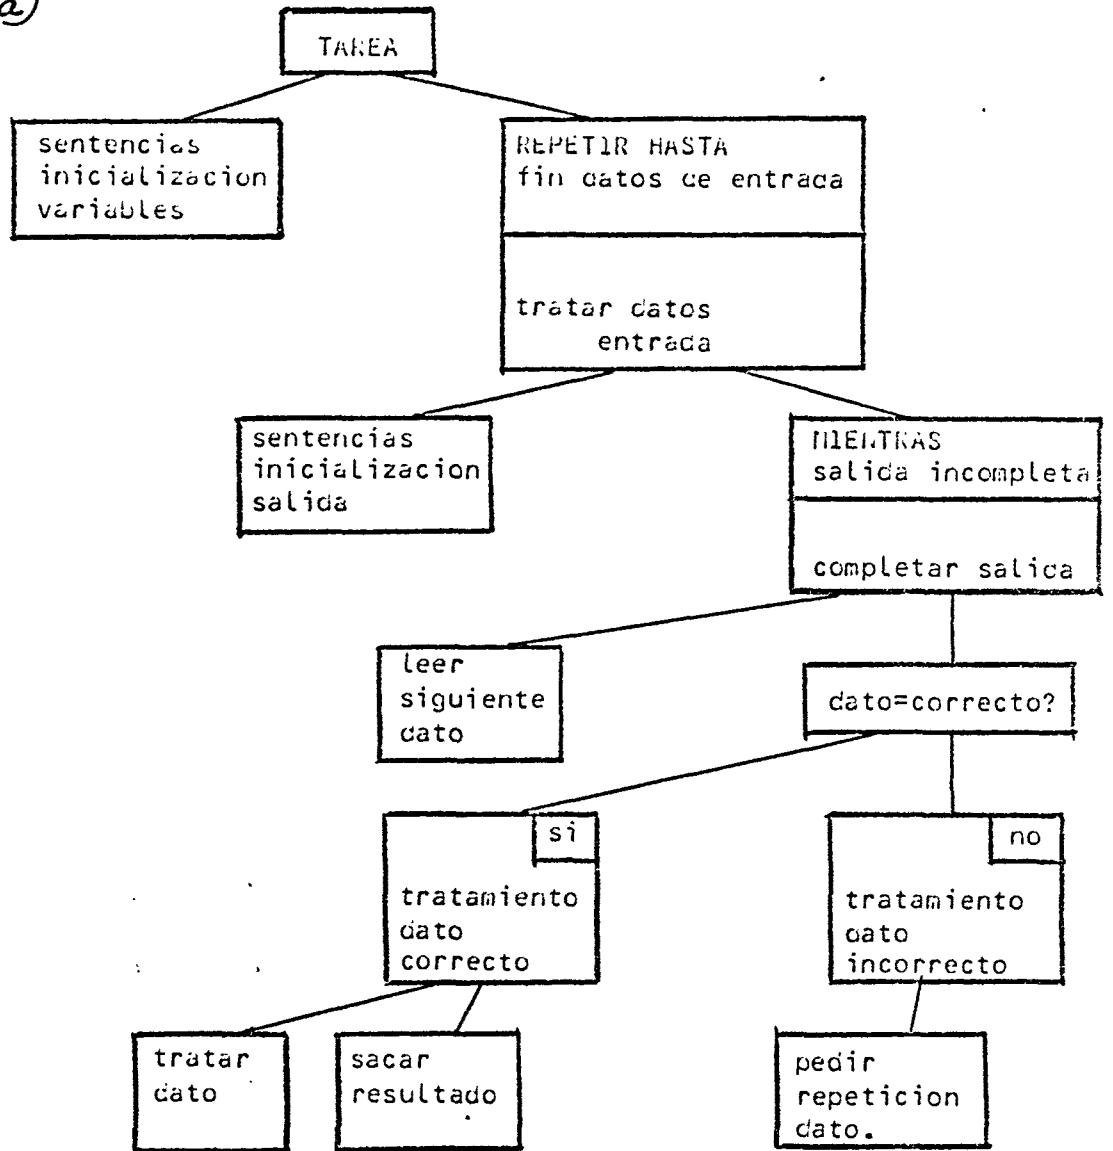 a)
TAREA
sentencias
inicializacion
variables
REPETIR HASTA
fin datos de entrada
tratar datos
entrada
sentencias
inicializacion
salida
MIENTRAS
salida incompleta
completar salida
leer
siguiente
dato
dato=correcto?
si
tratamiento
dato
correcto
no
tratamiento
dato
incorrecto
tratar
dato
sacar
resultado
pedir
repeticion
dato.